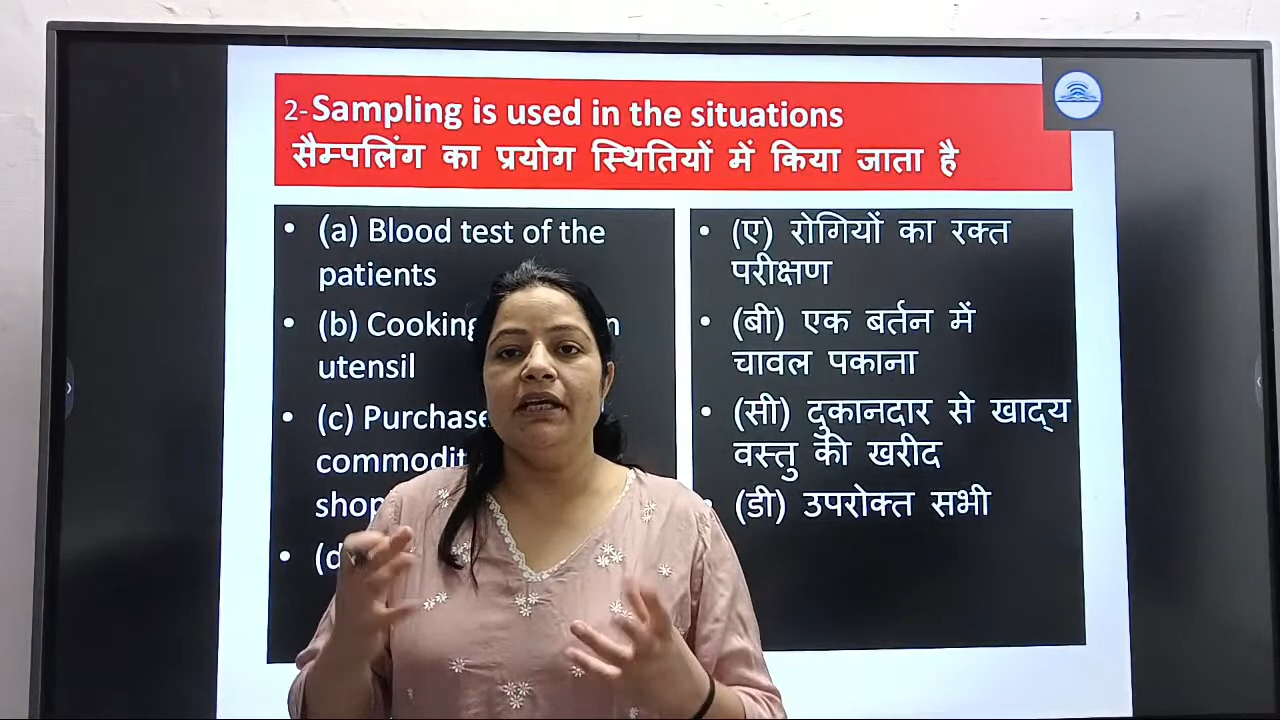 2-Sampling is used in the situations
सैम्पलिंग का प्रयोग स्थितियों में किया जाता है
• (a) Blood test of the
patients
• (b) Cooking
utensil
• (c) Purchase
commodit
shop
• (d
• (ए) रोगियों का रक्त
परीक्षण
• (बी) एक बर्तन में
चावल पकाना
• (सी) दुकानदार से खाद्य
वस्तु की खरीद
• (डी) उपरोक्त सभी